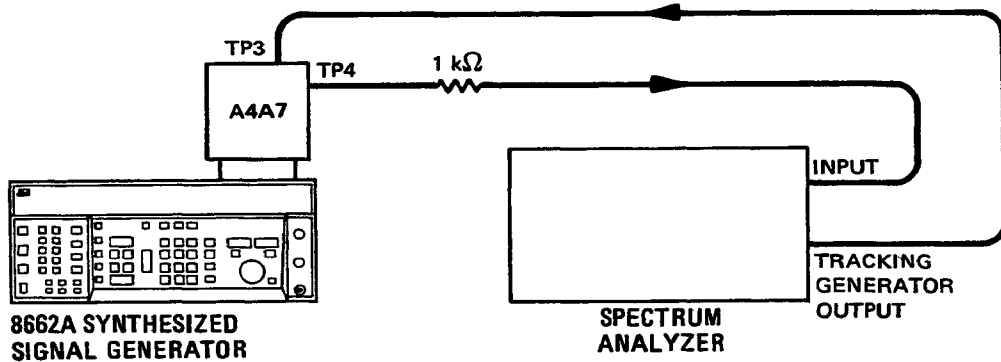 TP3
TP4
1 kΩ
A4A7
INPUT
TRACKING
GENERATOR
OUTPUT
8662A SYNTHESIZED
SIGNAL GENERATOR
SPECTRUM
ANALYZER